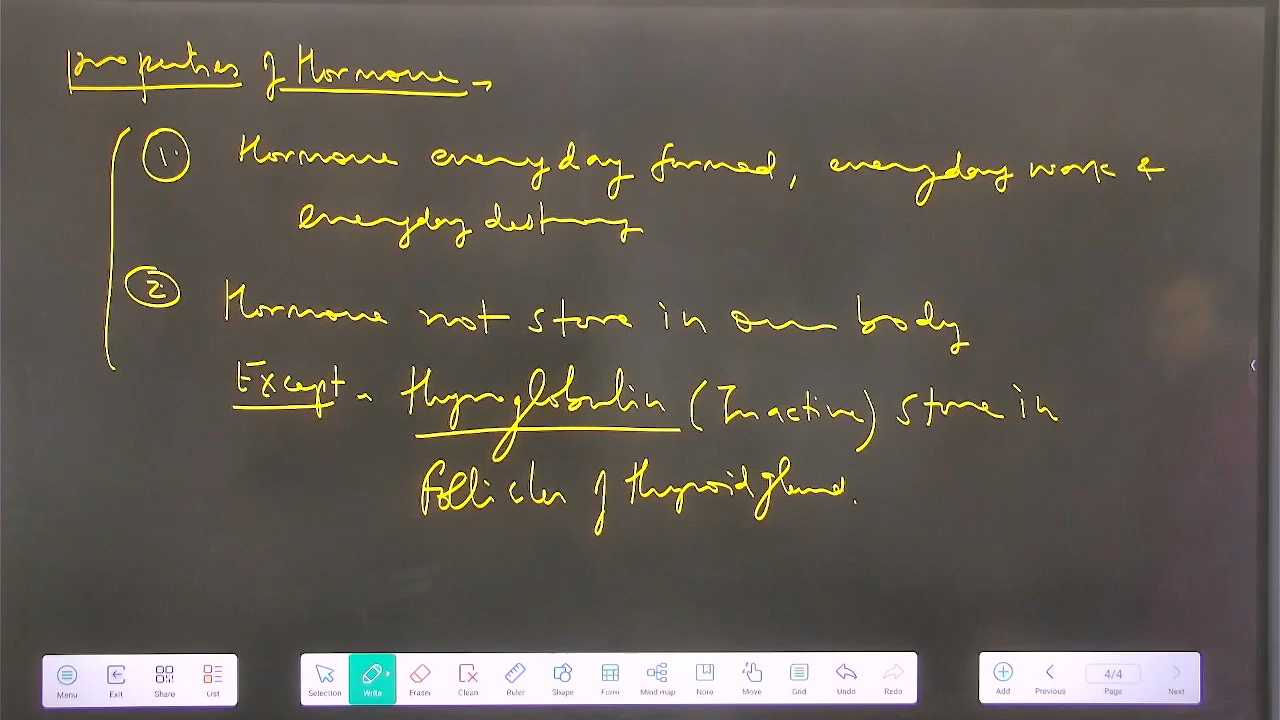 properties of Hormone →
① Hormone everyday formed, everyday work &
everyday destroy
② Hormone not store in our body
Except - thyroglobulin (Inactive) store in
follicles of thyroid gland.
Menu Exit Share List Selection Write Eraser Clean Ruler Shape Form Mind map Note Move Grid Undo Redo Add Previous 4/4 Page Next